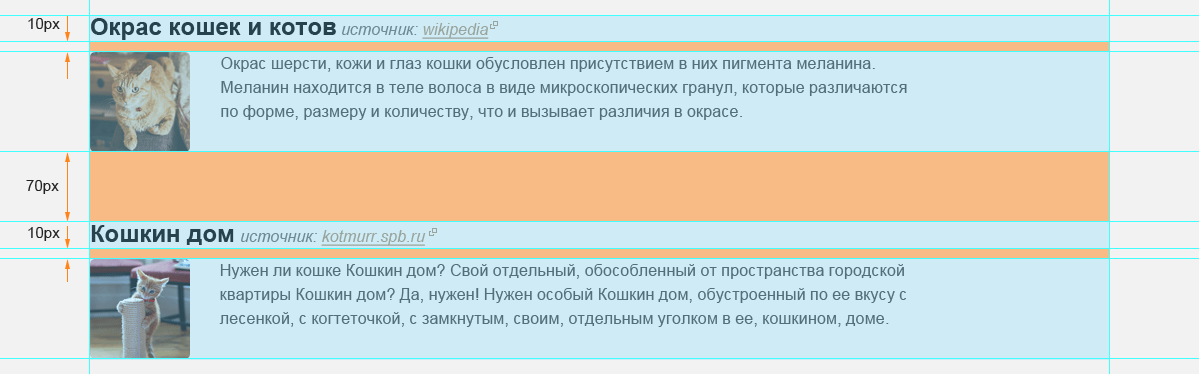 10px
Окрас кошек и котов источник: wikipedia
Окрас шерсти, кожи и глаз кошки обусловлен присутствием в них пигмента меланина.
Меланин находится в теле волоса в виде микроскопических гранул, которые различаются
по форме, размеру и количеству, что и вызывает различия в окрасе.
70px
10px
Кошкин дом источник: kotmurr.spb.ru
Нужен ли кошке Кошкин дом? Свой отдельный, обособленный от пространства городской
квартиры Кошкин дом? Да, нужен! Нужен особый Кошкин дом, обустроенный по ее вкусу с
лесенкой, с когтеточкой, с замкнутым, своим, отдельным уголком в ее, кошкином, доме.